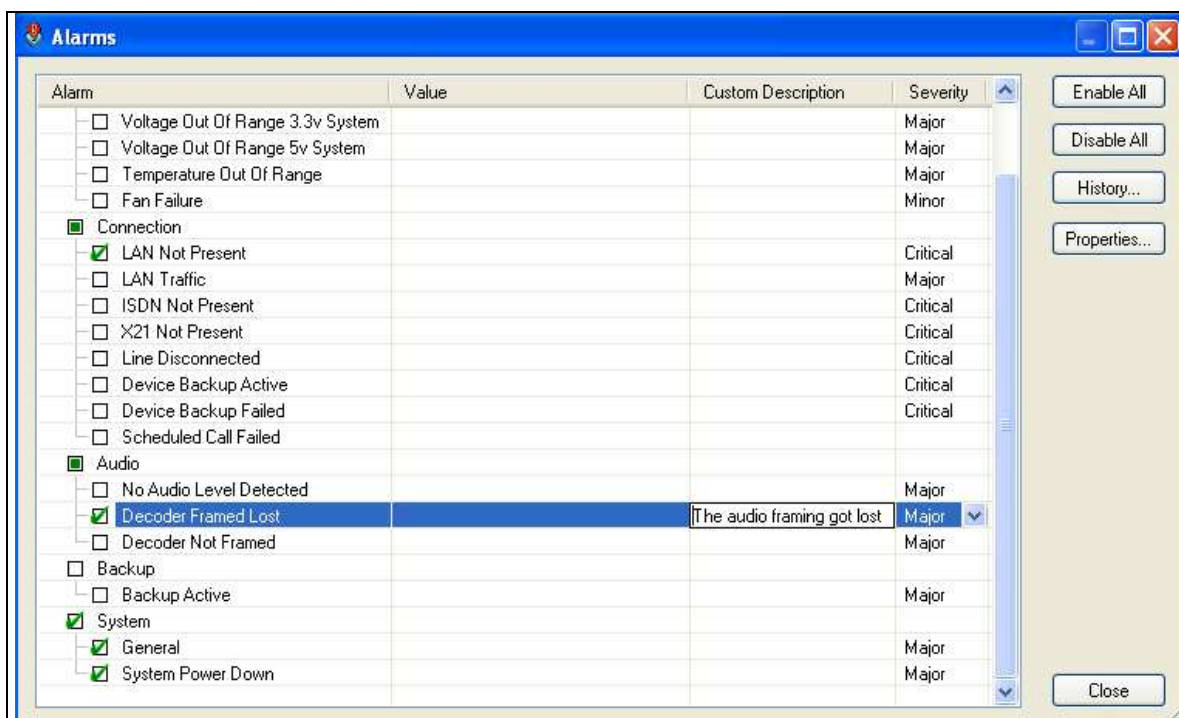 Alarms
Alarm Value Custom Description Severity
Enable All
Voltage Out Of Range 3.3v System Major
Voltage Out Of Range 5v System Major
Disable All
Temperature Out Of Range Major
History...
Fan Failure Minor
Connection
Properties...
LAN Not Present Critical
LAN Traffic Major
ISDN Not Present Critical
X21 Not Present Critical
Line Disconnected Critical
Device Backup Active Critical
Device Backup Failed Critical
Scheduled Call Failed
Audio
No Audio Level Detected Major
Decoder Framed Lost The audio framing got lost Major
Decoder Not Framed Major
Backup
Backup Active Major
System
General Major
System Power Down Major
Close